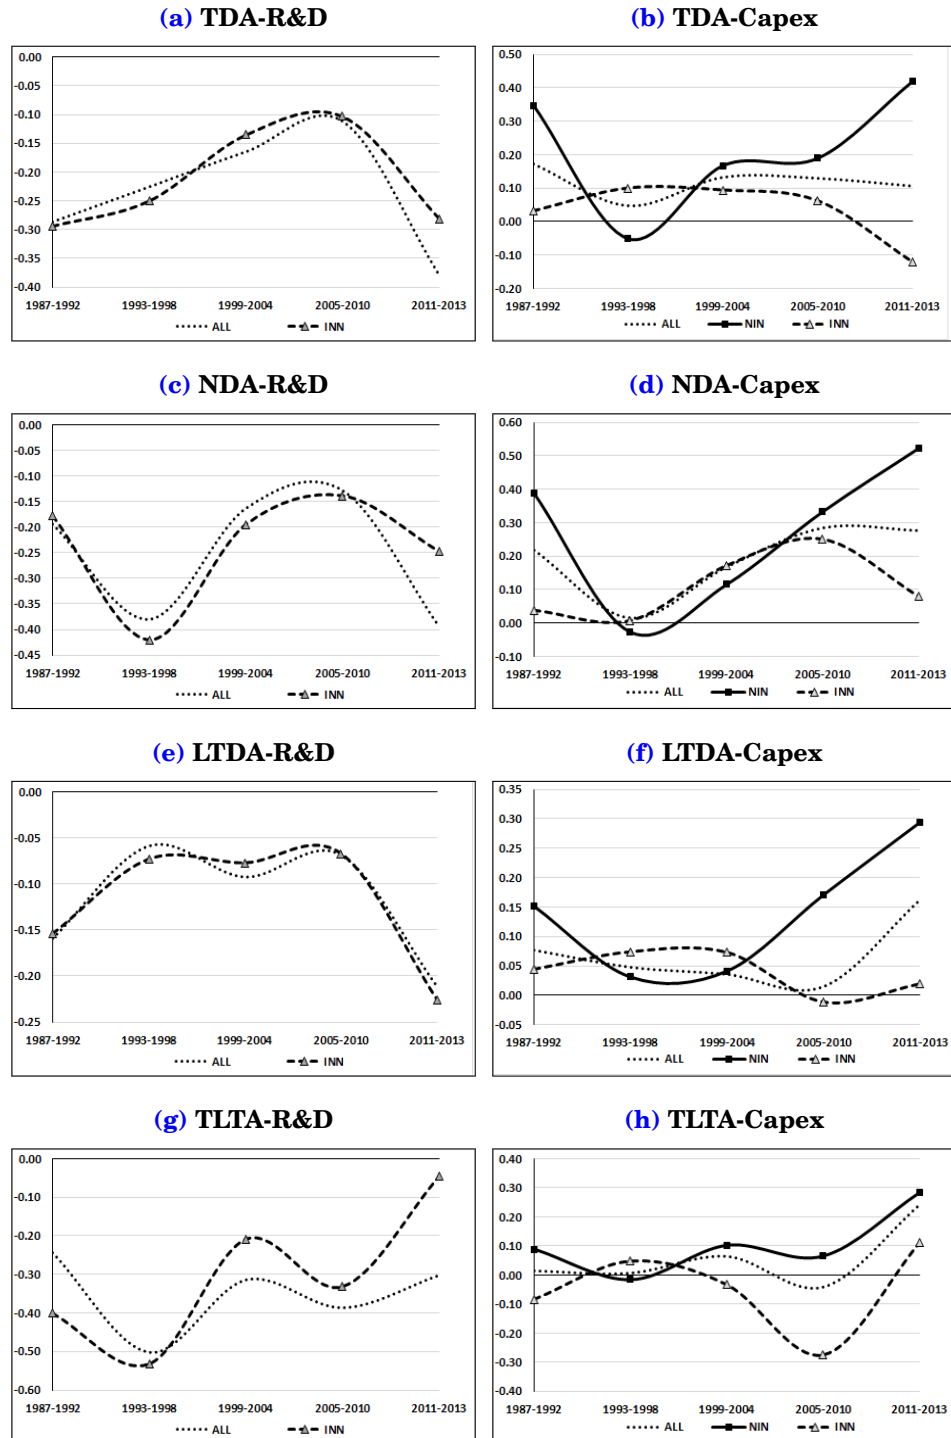 (a) TDA-R&D
0.00
-0.05
-0.10
-0.15
-0.20
-0.25
-0.30
-0.35
-0.40
1987-1992 1993-1998 1999-2004 2005-2010 2011-2013
ALL INN
(b) TDA-Capex
0.50
0.40
0.30
0.20
0.10
0.00
-0.10
-0.20
1987-1992 1993-1998 1999-2004 2005-2010 2011-2013
ALL NIN INN
(c) NDA-R&D
0.00
-0.05
-0.10
-0.15
-0.20
-0.25
-0.30
-0.35
-0.40
-0.45
1987-1992 1993-1998 1999-2004 2005-2010 2011-2013
ALL INN
(d) NDA-Capex
0.60
0.50
0.40
0.30
0.20
0.10
0.00
-0.10
1987-1992 1993-1998 1999-2004 2005-2010 2011-2013
ALL NIN INN
(e) LTDA-R&D
0.00
-0.05
-0.10
-0.15
-0.20
-0.25
1987-1992 1993-1998 1999-2004 2005-2010 2011-2013
ALL INN
(f) LTDA-Capex
0.35
0.30
0.25
0.20
0.15
0.10
0.05
0.00
-0.05
1987-1992 1993-1998 1999-2004 2005-2010 2011-2013
ALL NIN INN
(g) TLTA-R&D
0.00
-0.10
-0.20
-0.30
-0.40
-0.50
-0.60
1987-1992 1993-1998 1999-2004 2005-2010 2011-2013
ALL INN
(h) TLTA-Capex
0.40
0.30
0.20
0.10
0.00
-0.10
-0.20
-0.30
-0.40
1987-1992 1993-1998 1999-2004 2005-2010 2011-2013
ALL NIN INN